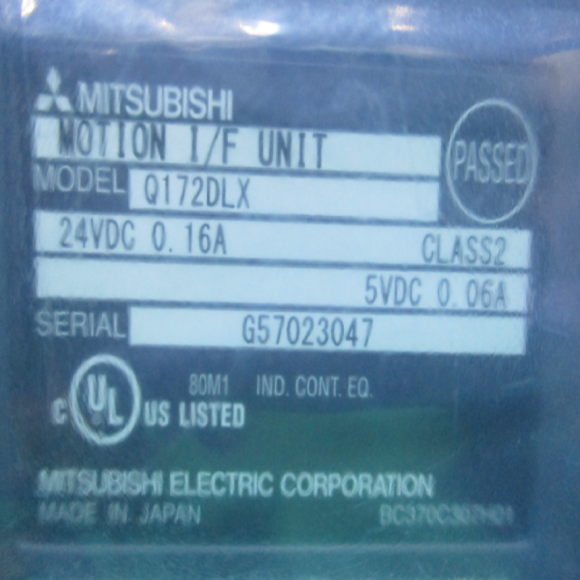 MITSUBISHI
MOTION I/F UNIT
PASSED
MODEL Q172DLX
24VDC 0.16A CLASS2
5VDC 0.06A
SERIAL G57023047
C UL US LISTED
80M1 IND. CONT. EQ.
MITSUBISHI ELECTRIC CORPORATION
MADE IN JAPAN